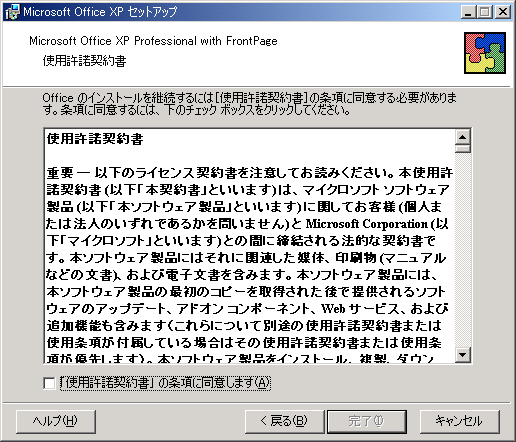 Microsoft Office XP セットアップ
Microsoft Office XP Professional with FrontPage
使用許諾契約書
Office のインストールを継続するには[使用許諾契約書]の条項に同意する必要がありま
す。条項に同意するには、下のチェック ボックスをクリックしてください。
使用許諾契約書
重要 — 以下のライセンス契約書を注意してお読みください。本使用許
諾契約書 (以下「本契約書」といいます) は、マイクロソフト ソフトウェア
製品 (以下「本ソフトウェア製品」といいます) に関してお客様 (個人ま
たは法人のいずれであるかを問いません) と Microsoft Corporation (以
下「マイクロソフト」といいます) との間に締結される法的な契約書で
す。本ソフトウェア製品にはそれに関連した媒体、印刷物 (マニュアル
などの文書)、および電子文書を含みます。本ソフトウェア製品には、
本ソフトウェア製品の最初のコピーを取得された後で提供されるソフト
ウェアのアップデート、アドオン コンポーネント、Web サービス、および
追加機能も含みます (これらについて別途の使用許諾契約書または
使用条項が付属している場合はその使用許諾契約書または使用条
項が優先します)。本ソフトウェア製品をインストール、複製、ダウン
「使用許諾契約書」の条項に同意します(A)
ヘルプ(H)
< 戻る(B)
完了(I)
キャンセル